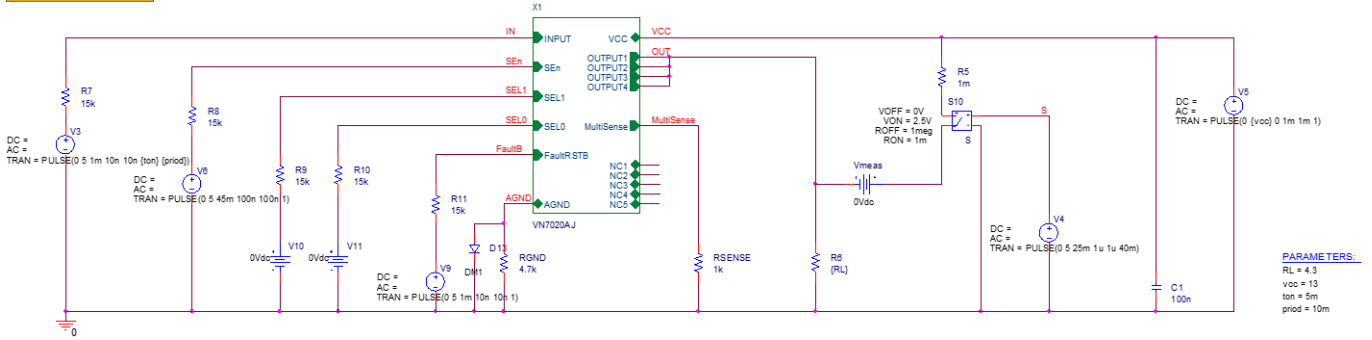 X1
IN
INPUT
VCC
VCC
OUT
OUTPUT1
OUTPUT2
OUTPUT3
OUTPUT4
SEn
SEn
R7
15k
R8
15k
SEL1
SEL1
SEL0
SEL0
MultiSense
MultiSense
FaultB
FaultRSTB
NC1
NC2
NC3
NC4
NC5
AGND
AGND
VN7020AJ
R5
1m
S10
VOFF = 0V
VON = 2.5V
ROFF = 1meg
RON = 1m
S
S
V5
DC =
AC =
TRAN = PULSE(0 {vcc} 0 1m 1m 1)
V3
DC =
AC =
TRAN = PULSE(0 5 1m 10n 10n {ton} {priod})
V6
DC =
AC =
TRAN = PULSE(0 5 45m 100n 100n 1)
R9
15k
R10
15k
R11
15k
Vmeas
0Vdc
V10
0Vdc
V11
0Vdc
V9
DC =
AC =
TRAN = PULSE(0 5 1m 10n 10n 1)
D13
DM1
RGND
4.7k
RSENSE
1k
R6
{RL}
V4
DC =
AC =
TRAN = PULSE(0 5 25m 1u 1u 40m)
C1
100n
PARAMETERS:
RL = 4.3
vcc = 13
ton = 5m
priod = 10m
0